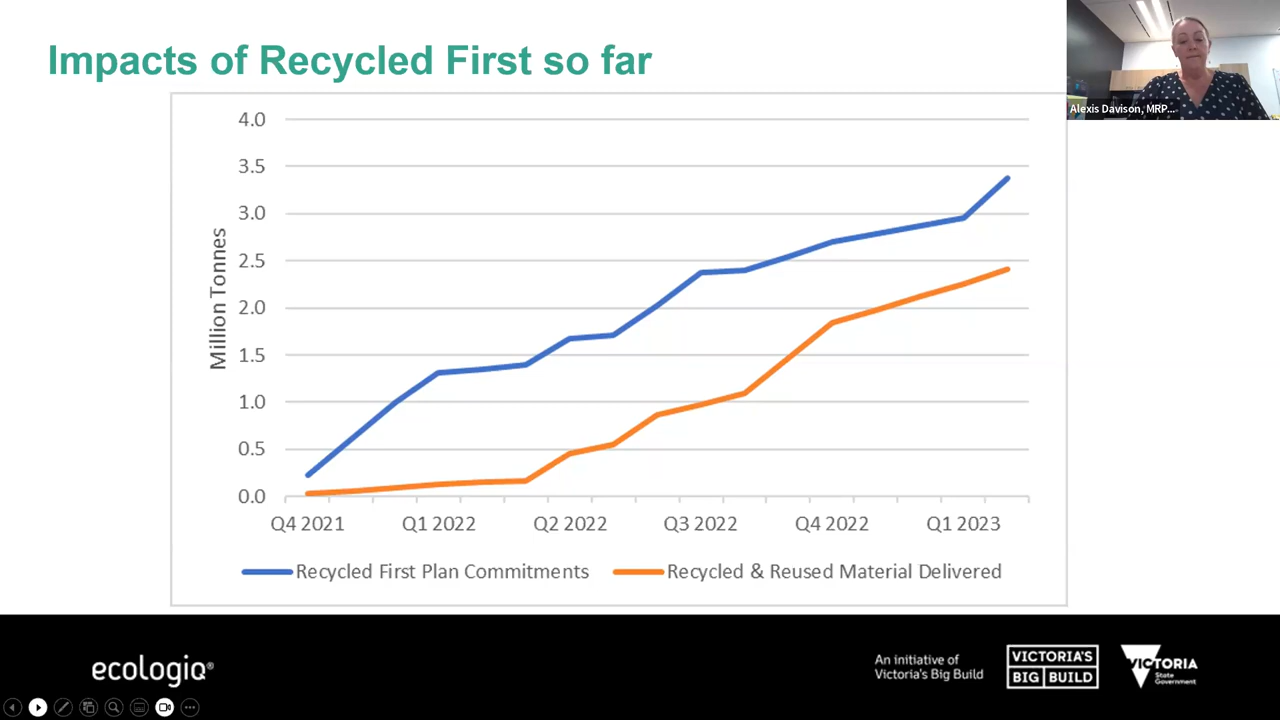 Impacts of Recycled First so far
Alexis Davison, MRP...
4.0
3.5
3.0
2.5
2.0
1.5
1.0
0.5
0.0
Million Tonnes
Q4 2021 Q1 2022 Q2 2022 Q3 2022 Q4 2022 Q1 2023
Recycled First Plan Commitments Recycled & Reused Material Delivered
ecologiq®
An initiative of
Victoria's Big Build
VICTORIA'S
BIG BUILD
VICTORIA
State
Government